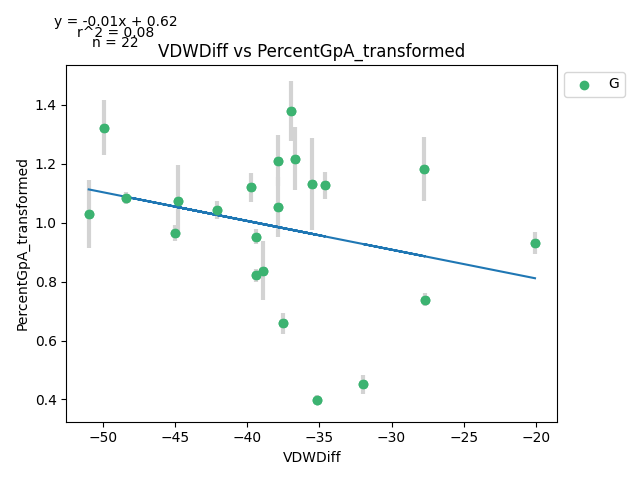 y = -0.01x + 0.62
r^2 = 0.08
n = 22
VDWDiff vs PercentGpA_transformed
G
PercentGpA_transformed
1.4
1.2
1.0
0.8
0.6
0.4
−50
−45
−40
−35
−30
−25
−20
VDWDiff